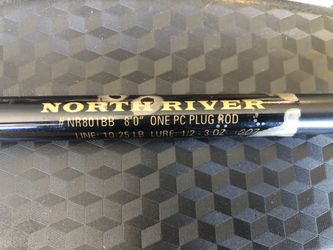 NORTH RIVER
# NR801BB 8'0" ONE PC PLUG ROD
LINE: 10-25 LB LURE: 1/2 - 3 OZ